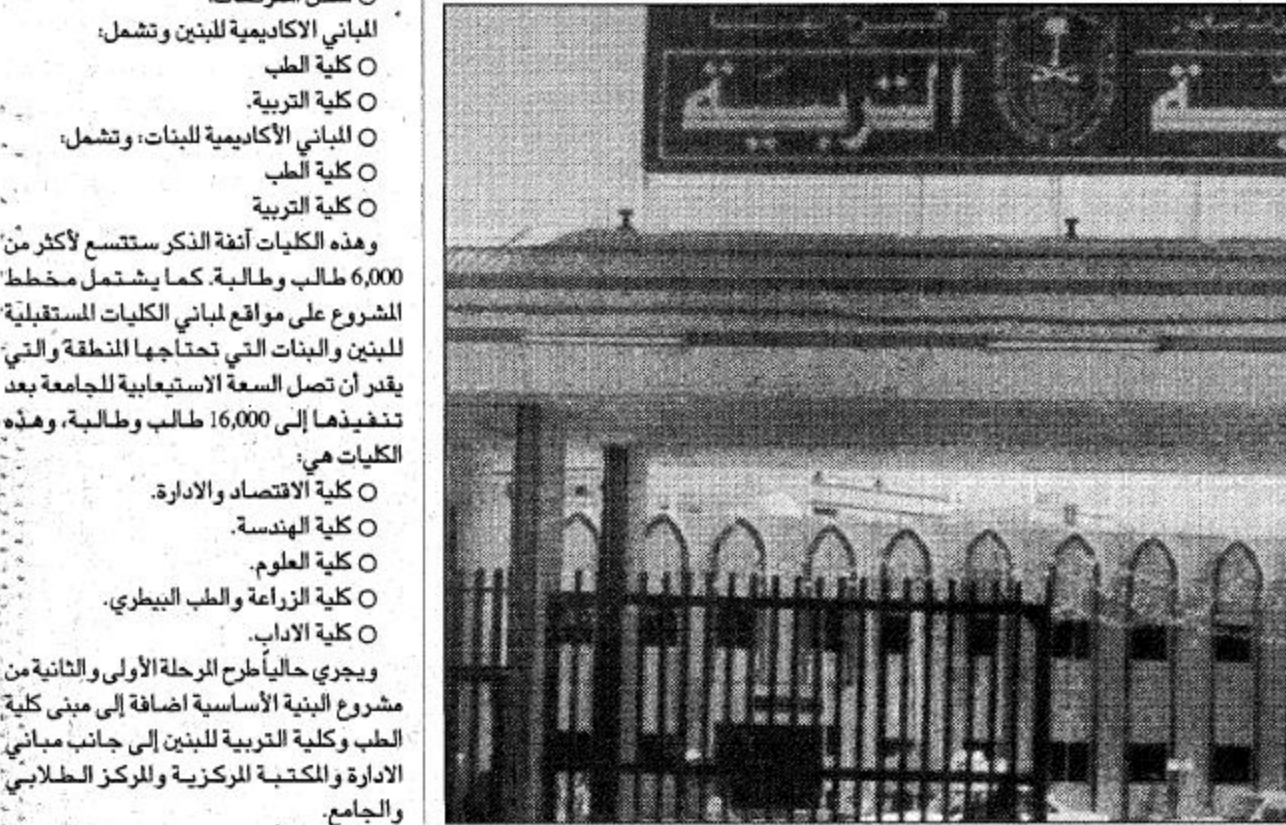 المباني الاكاديمية للبنين وتشمل:
○ كلية الطب
○ كلية التربية.
○ المباني الأكاديمية للبنات: وتشمل:
○ كلية الطب
○ كلية التربية
وهذه الكليات آنفة الذكر ستتسع لأكثر من
6,000 طالب وطالبة. كما يشتمل مخطط
المشروع على مواقع لمباني الكليات المستقبلية
للبنين والبنات التي تحتاجها المنطقة والتي
يقدر أن تصل السعة الاستيعابية للجامعة بعد
تنفيذها إلى 16,000 طالب وطالبة، وهذه
الكليات هي:
○ كلية الاقتصاد والادارة.
○ كلية الهندسة.
○ كلية العلوم.
○ كلية الزراعة والطب البيطري.
○ كلية الاداب.
ويجري حالياً طرح المرحلة الأولى والثانية من
مشروع البنية الأساسية اضافة إلى مبنى كلية
الطب وكلية التربية للبنين إلى جانب مباني
الادارة والمكتبة المركزية والمركز الطلابي
والجامع.
التربية